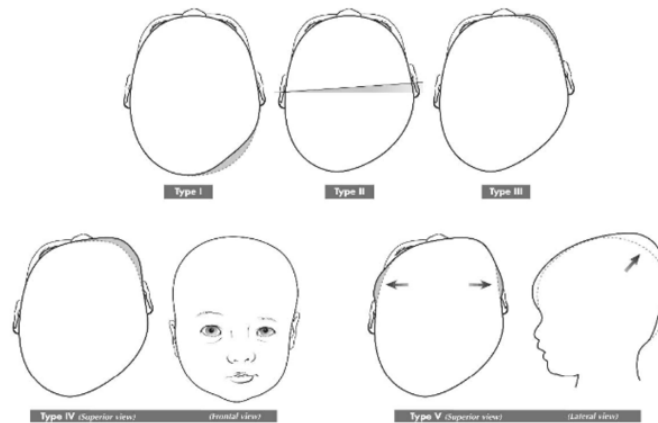 Type I
Type II
Type III
Type IV (Superior view) (Frontal view)
Type V (Superior view) (Lateral view)